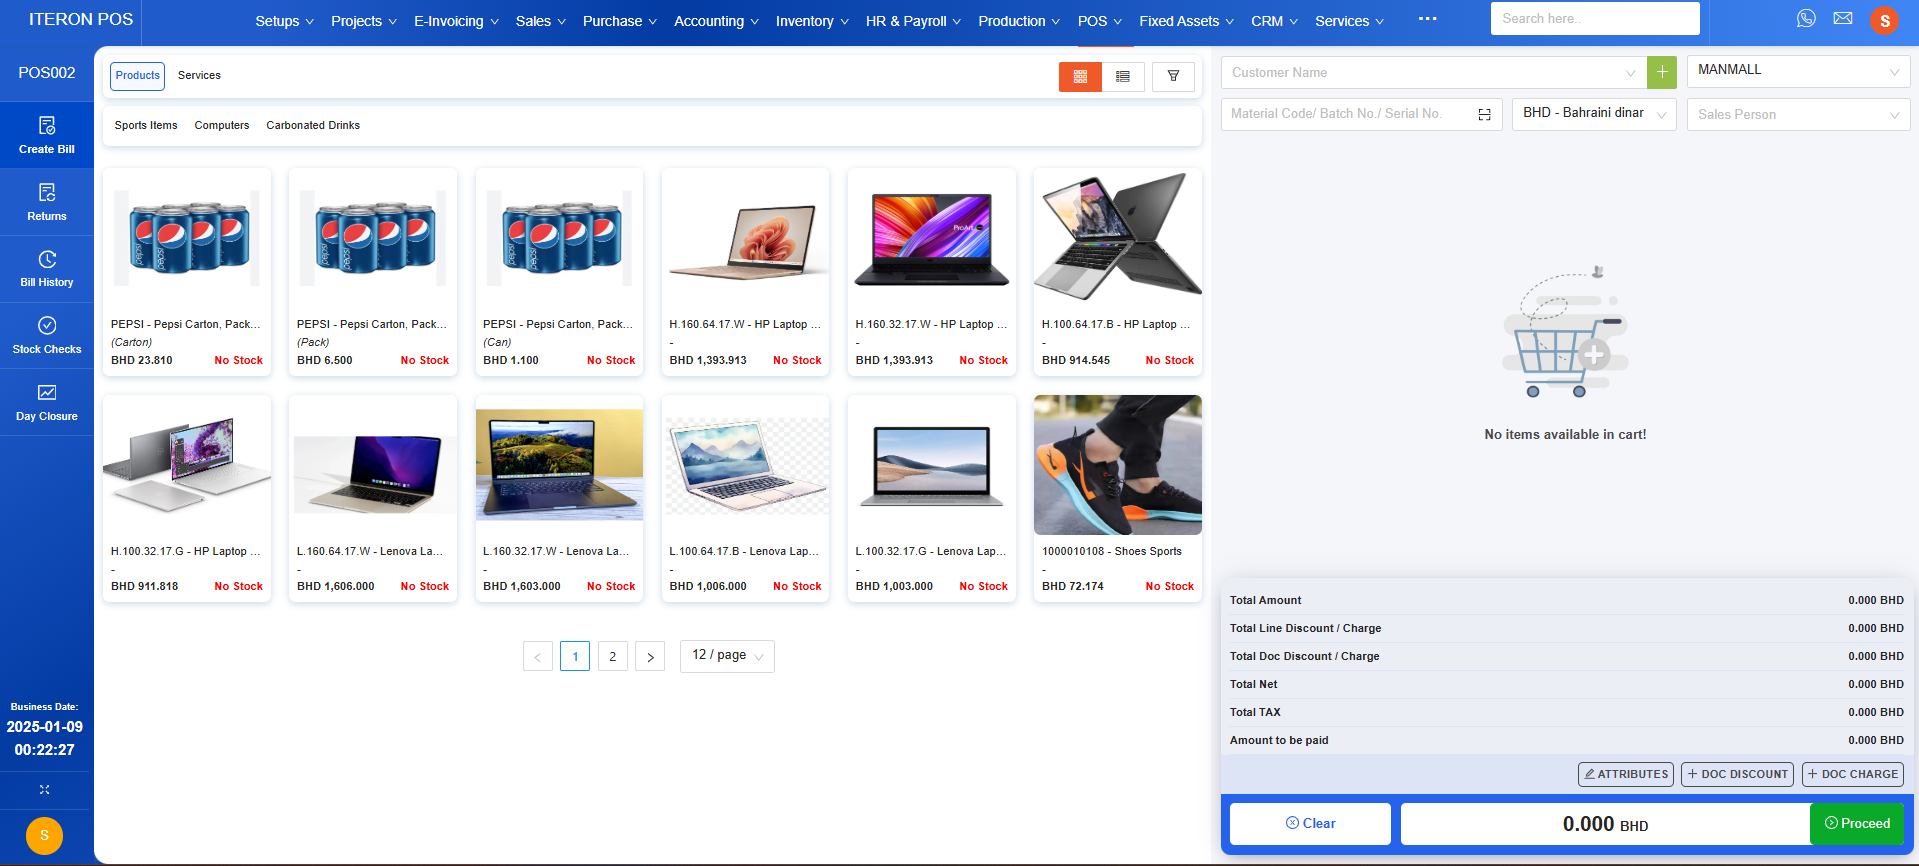 ITERON POS
Setups
Projects
E-Invoicing
Sales
Purchase
Accounting
Inventory
HR & Payroll
Production
POS
Fixed Assets
CRM
Services
Search here..
S
POS002
Create Bill
Returns
Bill History
Stock Checks
Day Closure
Business Date:
2025-01-09
00:22:27
S
Products
Services
Sports Items
Computers
Carbonated Drinks
PEPSI - Pepsi Carton, Pack...
(Carton)
BHD 23.810 No Stock
PEPSI - Pepsi Carton, Pack...
(Pack)
BHD 6.500 No Stock
PEPSI - Pepsi Carton, Pack...
(Can)
BHD 1.100 No Stock
H.160.64.17.W - HP Laptop ...
-
BHD 1,393.913 No Stock
H.160.32.17.W - HP Laptop ...
-
BHD 1,393.913 No Stock
H.100.64.17.B - HP Laptop ...
-
BHD 914.545 No Stock
H.100.32.17.G - HP Laptop ...
-
BHD 911.818 No Stock
L.160.64.17.W - Lenova La...
-
BHD 1,606.000 No Stock
L.160.32.17.W - Lenova La...
-
BHD 1,603.000 No Stock
L.100.64.17.B - Lenova Lap...
-
BHD 1,006.000 No Stock
L.100.32.17.G - Lenova Lap...
-
BHD 1,003.000 No Stock
1000010108 - Shoes Sports
-
BHD 72.174 No Stock
1
2
12 / page
Customer Name
MANMALL
Material Code/ Batch No./ Serial No.
BHD - Bahraini dinar
Sales Person
No items available in cart!
Total Amount 0.000 BHD
Total Line Discount / Charge 0.000 BHD
Total Doc Discount / Charge 0.000 BHD
Total Net 0.000 BHD
Total TAX 0.000 BHD
Amount to be paid 0.000 BHD
ATTRIBUTES
+ DOC DISCOUNT
+ DOC CHARGE
Clear
0.000 BHD
Proceed